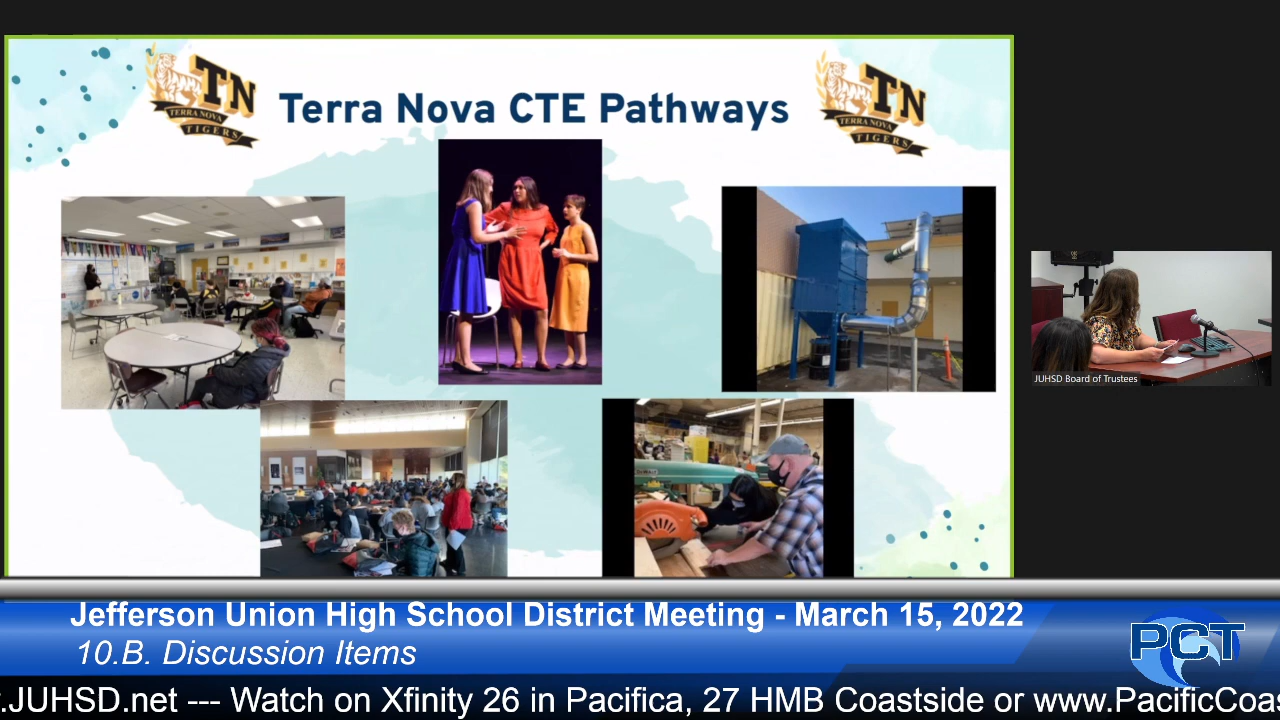 TN
TERRA NOVA
TIGERS
Terra Nova CTE Pathways
TN
TERRA NOVA
TIGERS
JUHSD Board of Trustees
Jefferson Union High School District Meeting - March 15, 2022
10.B. Discussion Items
PCT
.JUHSD.net --- Watch on Xfinity 26 in Pacifica, 27 HMB Coastside or www.PacificCoas